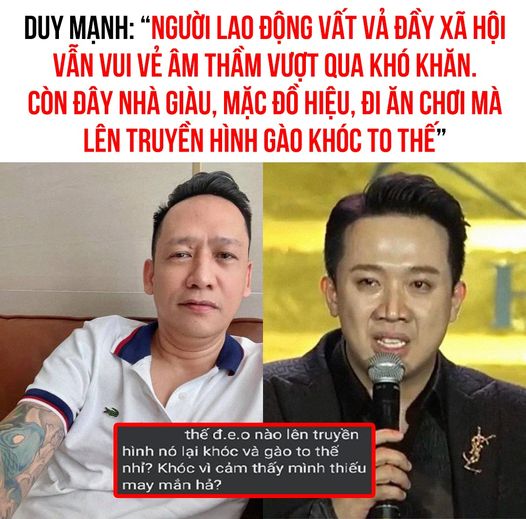 DUY MẠNH: “NGƯỜI LAO ĐỘNG VẤT VẢ ĐẦY XÃ HỘI
VẪN VUI VẺ ÂM THẦM VƯỢT QUA KHÓ KHĂN.
CÒN ĐÂY NHÀ GIÀU, MẶC ĐỒ HIỆU, ĐI ĂN CHƠI MÀ
LÊN TRUYỀN HÌNH GÀO KHÓC TO THẾ”
thế đ.e.o nào lên truyền
hình nó lại khóc và gào to thế
nhỉ? Khóc vì cảm thấy mình thiếu
may mắn hả?